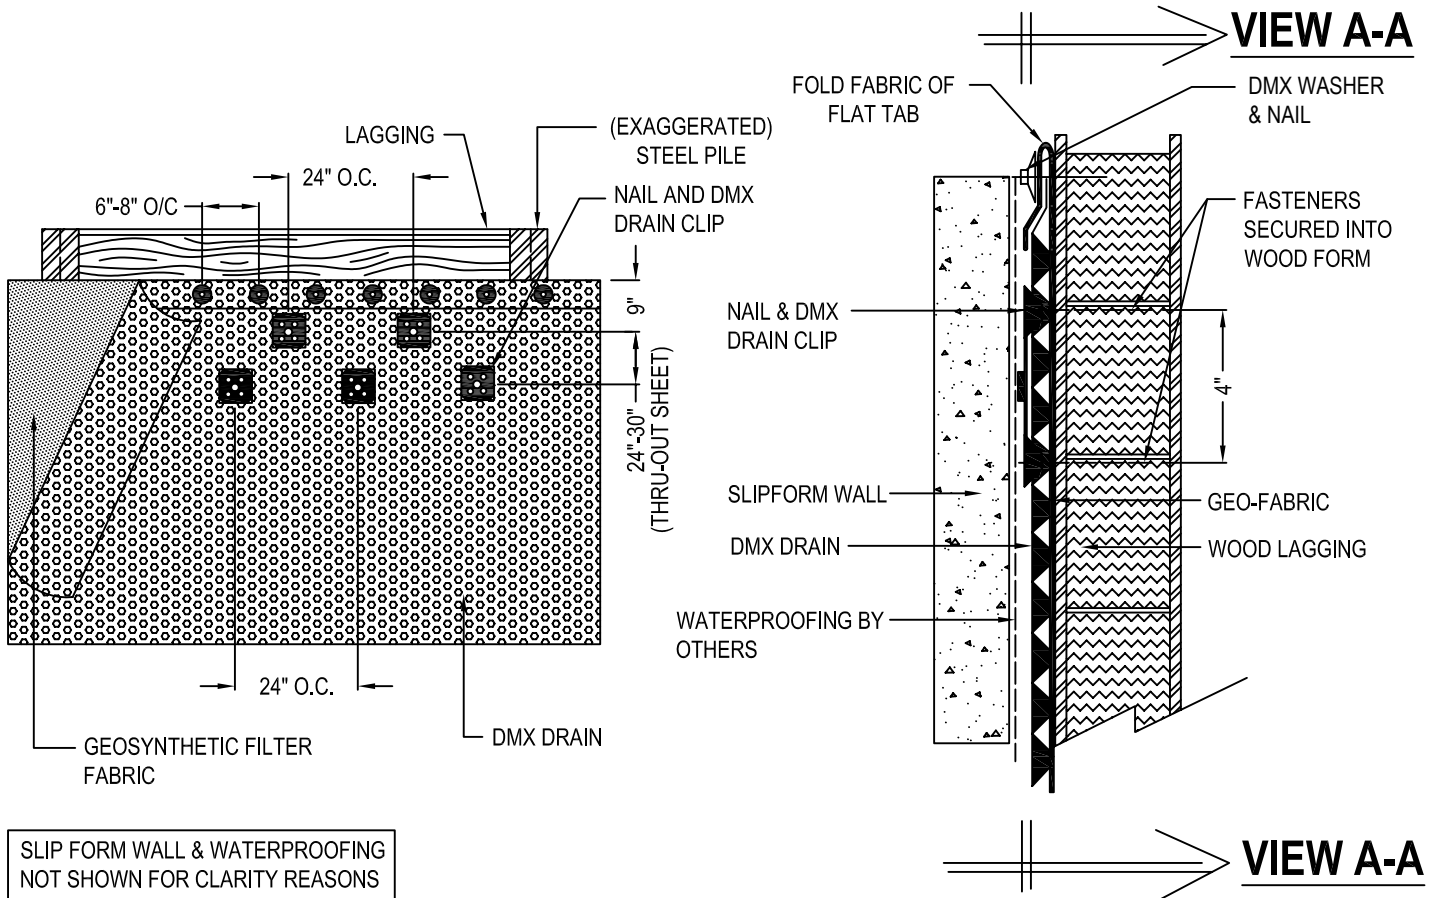 VIEW A-A
FOLD FABRIC OF
FLAT TAB
DMX WASHER
& NAIL
LAGGING
(EXAGGERATED)
STEEL PILE
24" O.C.
NAIL AND DMX
DRAIN CLIP
6"-8" O/C
FASTENERS
SECURED INTO
WOOD FORM
9"
NAIL & DMX
DRAIN CLIP
4"
24"-30"
(THRU-OUT SHEET)
SLIPFORM WALL
GEO-FABRIC
DMX DRAIN
WOOD LAGGING
WATERPROOFING BY
OTHERS
24" O.C.
GEOSYNTHETIC FILTER
FABRIC
DMX DRAIN
SLIP FORM WALL & WATERPROOFING
NOT SHOWN FOR CLARITY REASONS
VIEW A-A